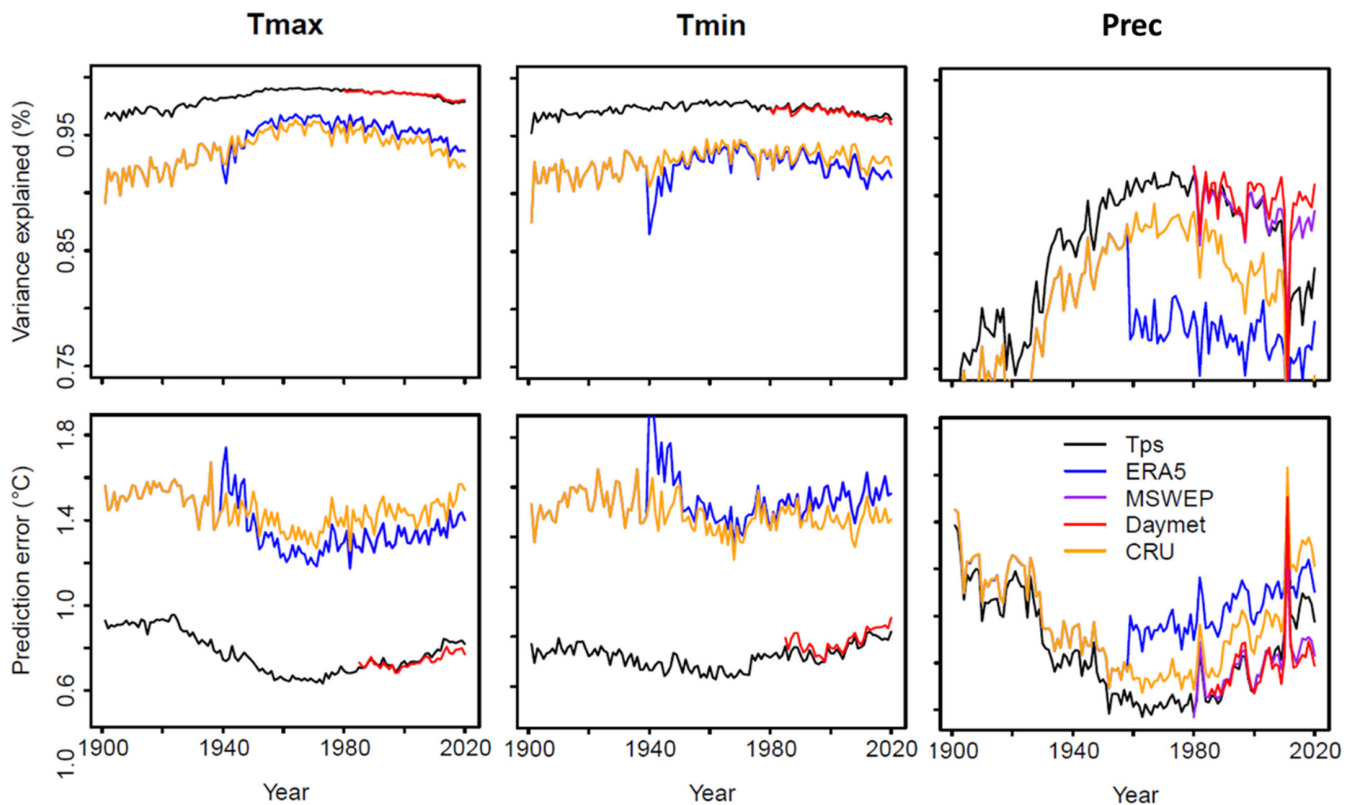 Tmax Tmin Prec
Variance explained (%)
0.95
0.85
0.75
Prediction error (°C)
1.8
1.4
1.0
0.6
1.0
Tps
ERA5
MSWEP
Daymet
CRU
1900 1940 1980 2020 1900 1940 1980 2020 1900 1940 1980 2020
Year Year Year